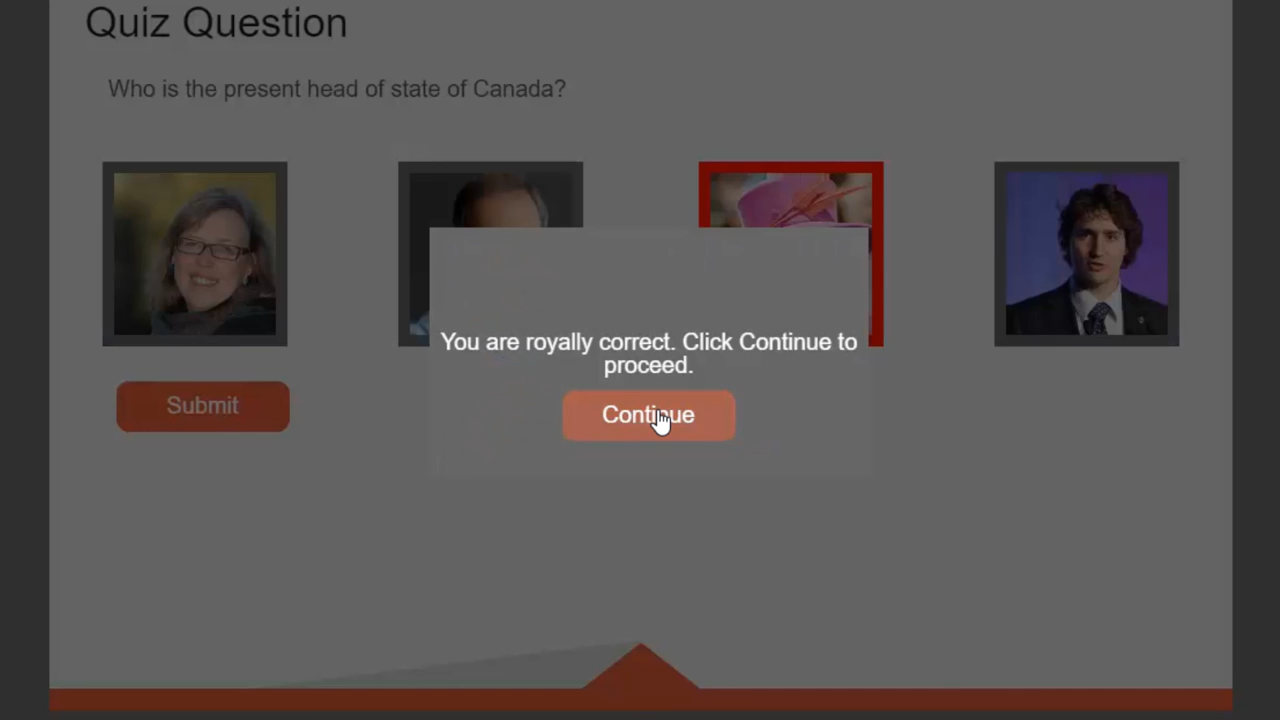 Quiz Question
Who is the present head of state of Canada?
You are royally correct. Click Continue to
proceed.
Continue
Submit